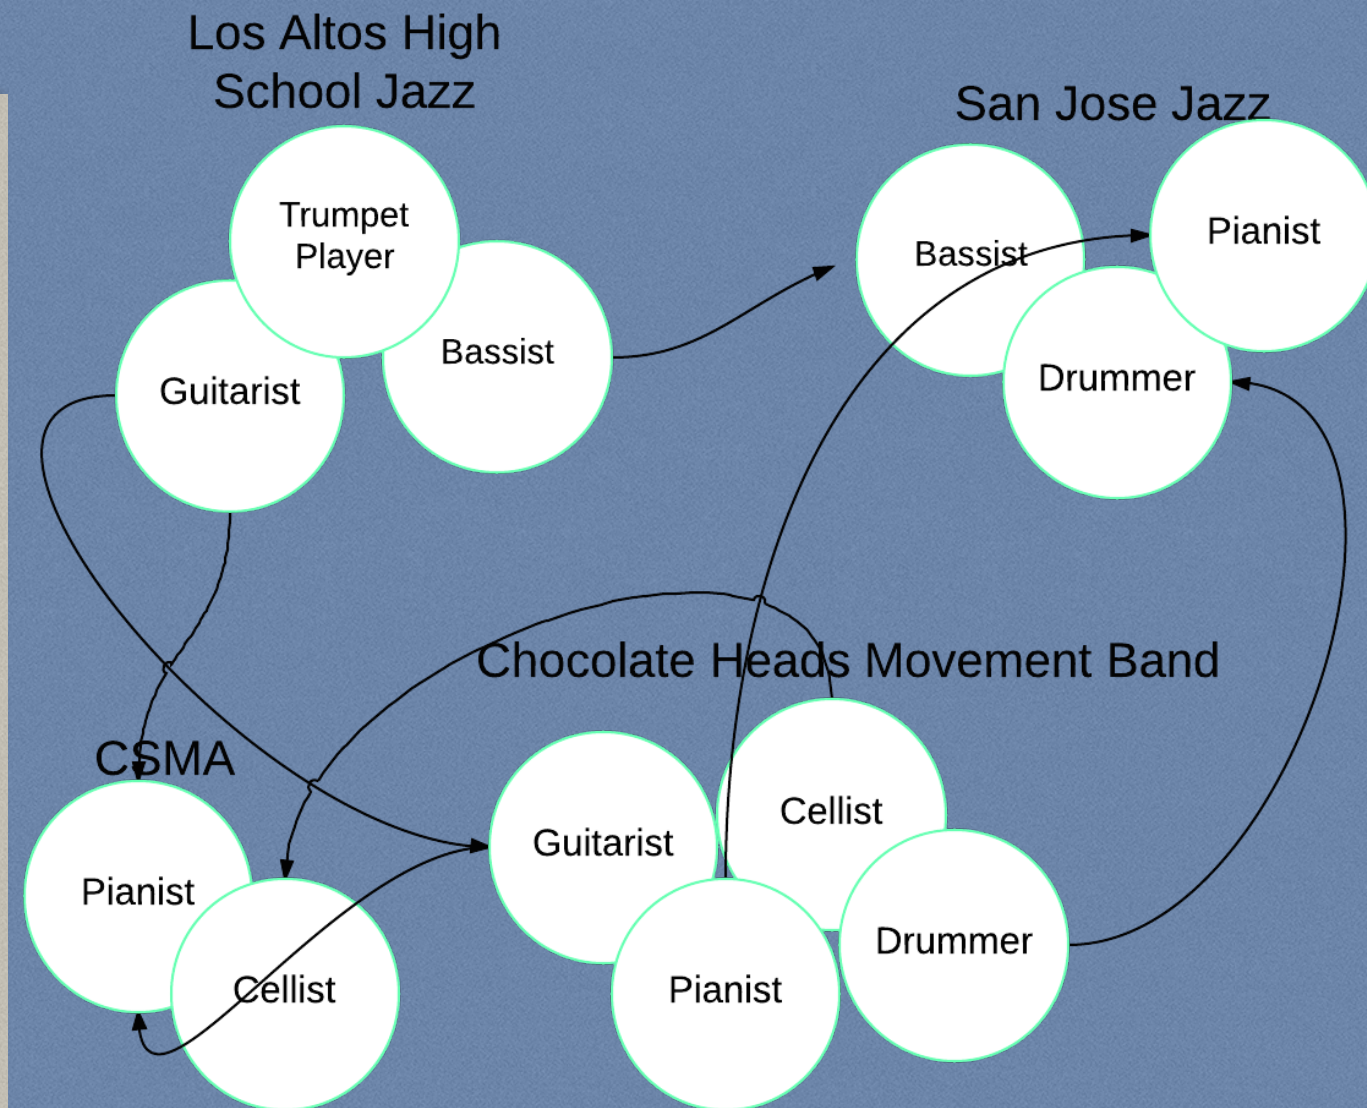 Los Altos High
School Jazz
San Jose Jazz
Trumpet
Player
Guitarist
Bassist
Bassist
Pianist
Drummer
CSMA
Pianist
Cellist
Chocolate Heads Movement Band
Guitarist
Cellist
Pianist
Drummer